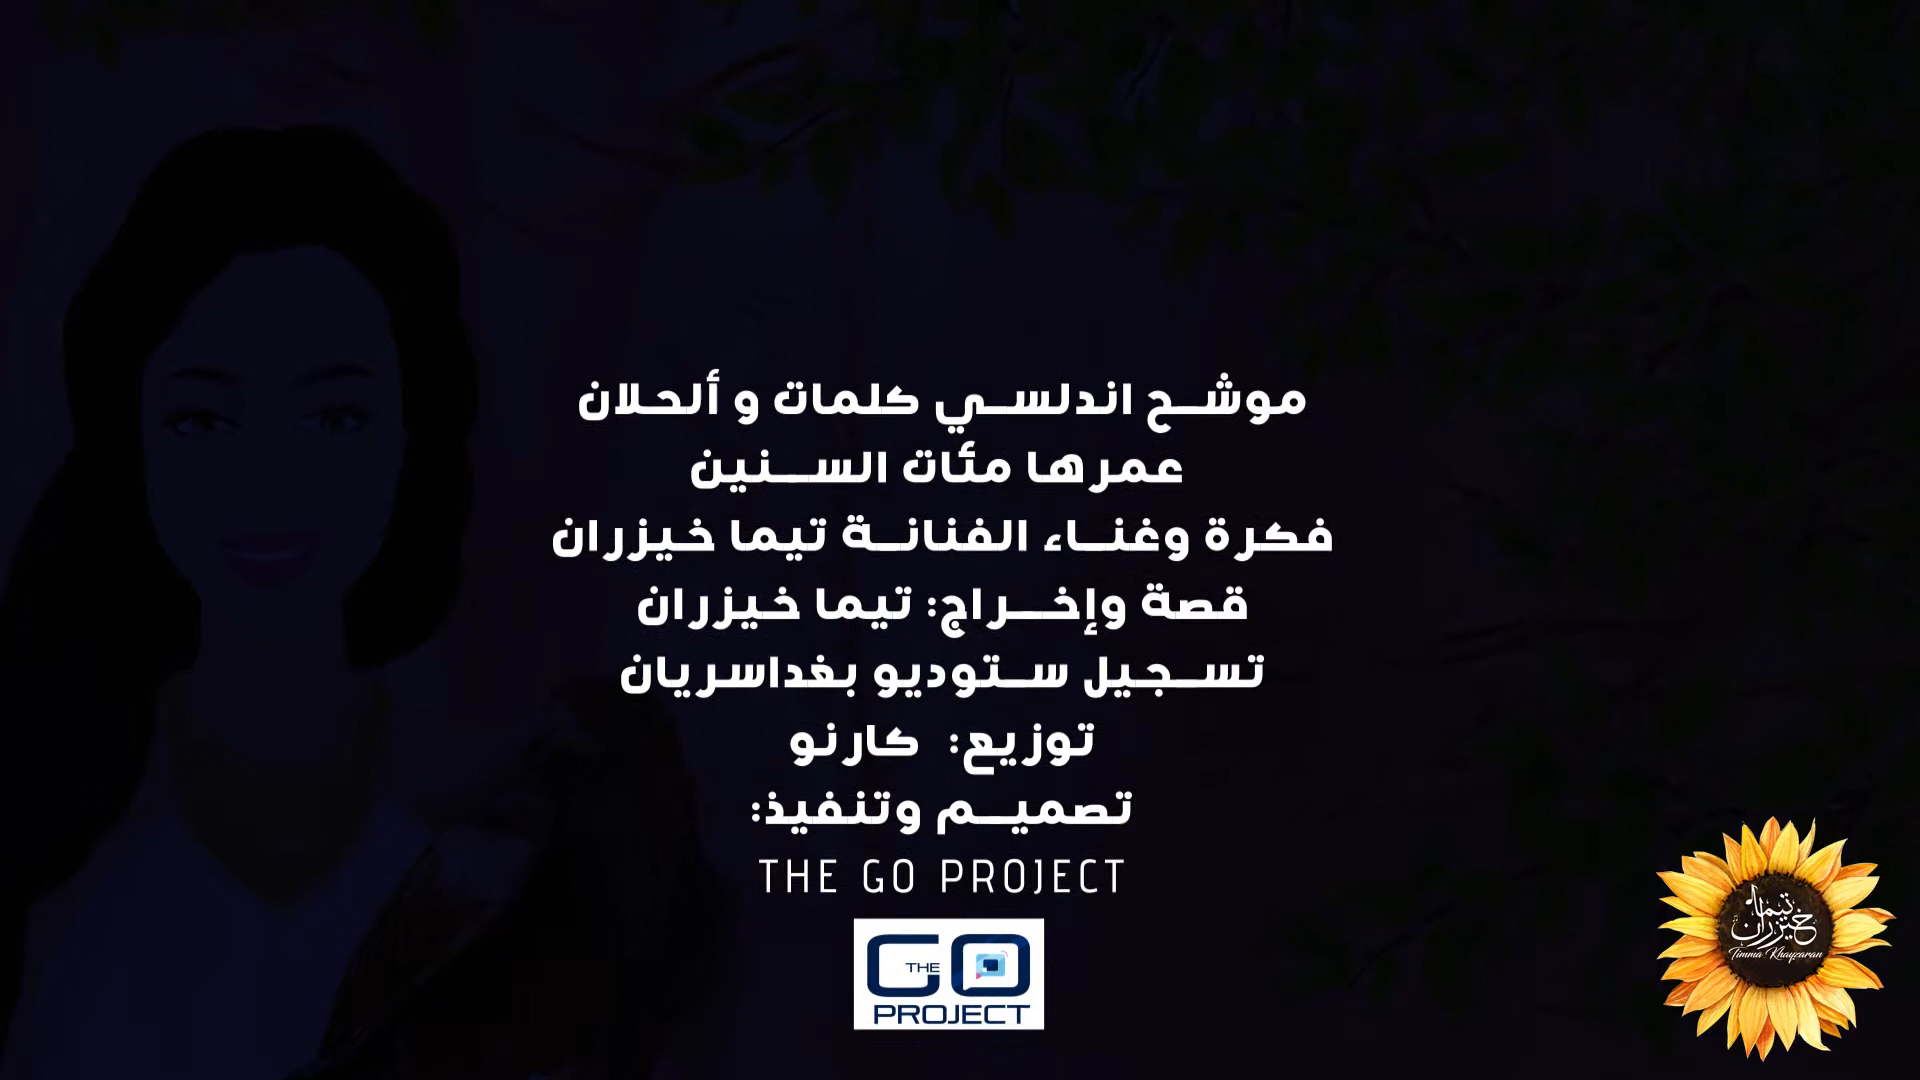 موشح اندلسي كلمات و ألحلان
عمرها مئات السنين
فكرة وغناء الفنانة تيما خيزران
قصة وإخراج: تيما خيزران
تسجيل ستوديو بغداسريان
توزيع: كارنو
تصميم وتنفيذ:
THE GO PROJECT
THE GO
PROJECT
تيما
خيزران
Timma Khayzaran